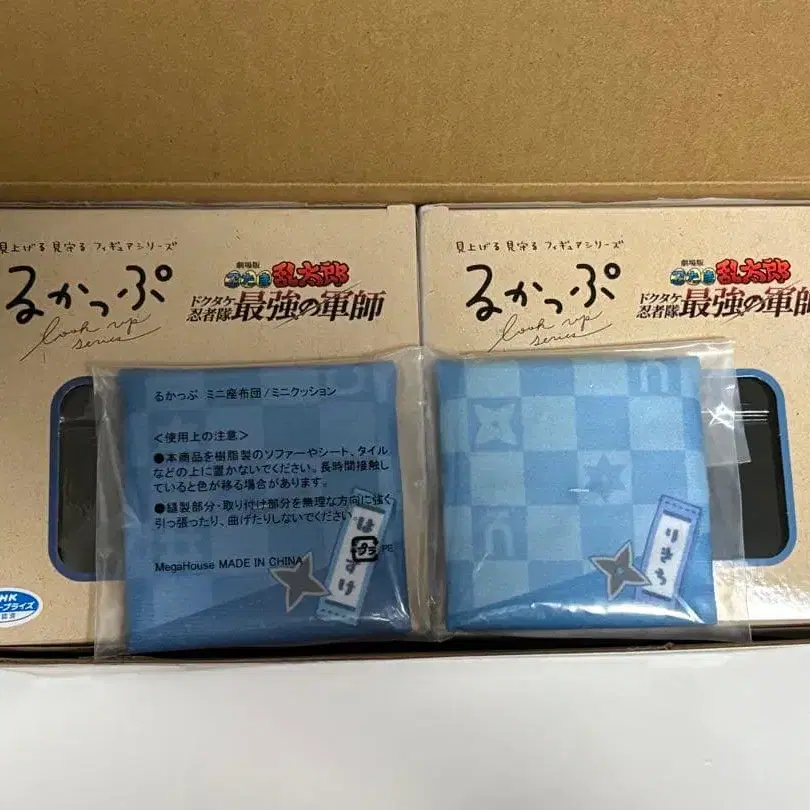 見上げる 見守る フィギュアシリーズ
るかっぷ
look up
series
劇場版
忍たま乱太郎
ドクタケ
忍者隊
最強の軍師
見上げる 見守る フィギュアシリーズ
るかっぷ
look up
series
劇場版
忍たま乱太郎
ドクタケ
忍者隊
最強の軍師
るかっぷ ミニ座布団/ミニクッション
<使用上の注意>
●本商品を樹脂製のソファーやシート、タイル
などの上に置かないでください。長時間接触し
ていると色が移る場合があります。
●縫製部分・取り付け部分を無理な方向に強く
引っ張ったり、曲げたりしないでください。
プラ
PE
MegaHouse MADE IN CHINA
りきち
NHK